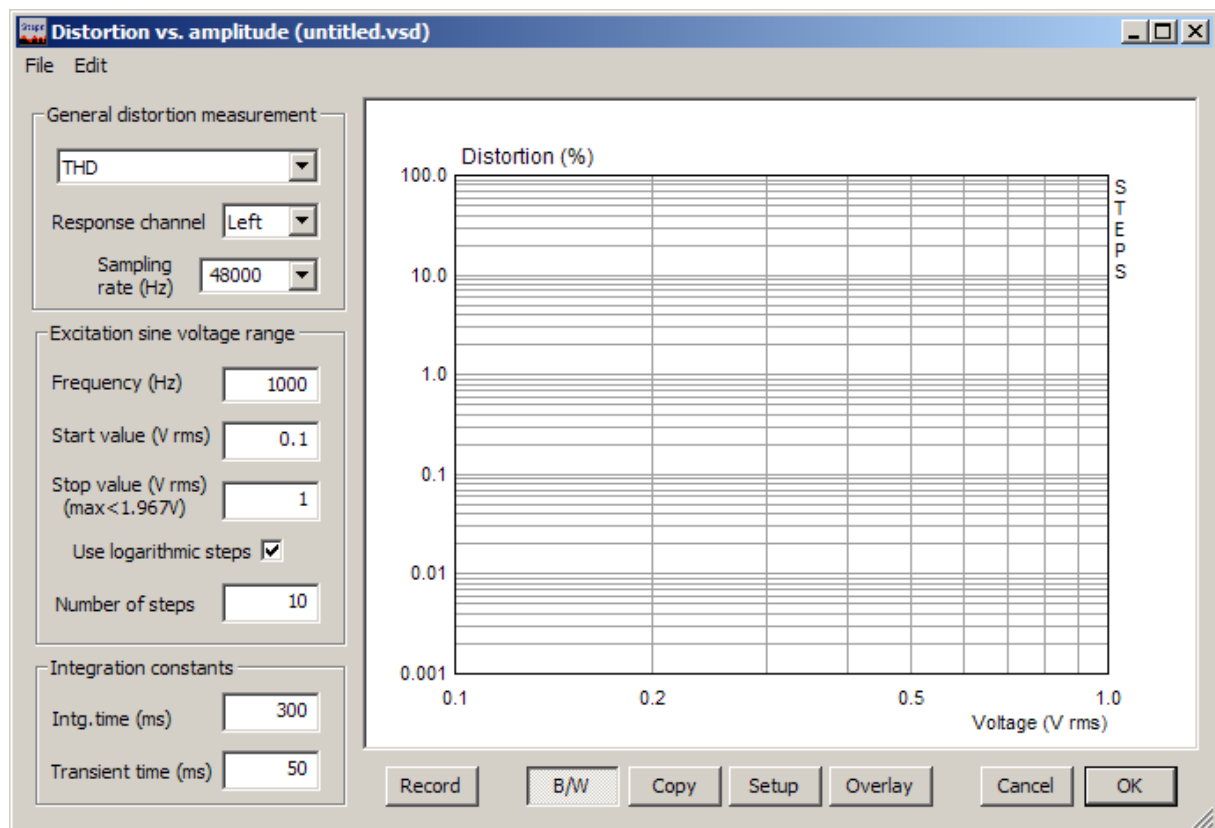 Distortion vs. amplitude (untitled.vsd)
File Edit
General distortion measurement
THD
Response channel Left
Sampling
rate (Hz) 48000
Excitation sine voltage range
Frequency (Hz) 1000
Start value (V rms) 0.1
Stop value (V rms)
(max<1.967V) 1
Use logarithmic steps
Number of steps 10
Integration constants
Intg.time (ms) 300
Transient time (ms) 50
Distortion (%)
100.0
10.0
1.0
0.1
0.01
0.001
0.1 0.2 0.5 1.0
Voltage (V rms)
S
T
E
P
S
Record B/W Copy Setup Overlay Cancel OK